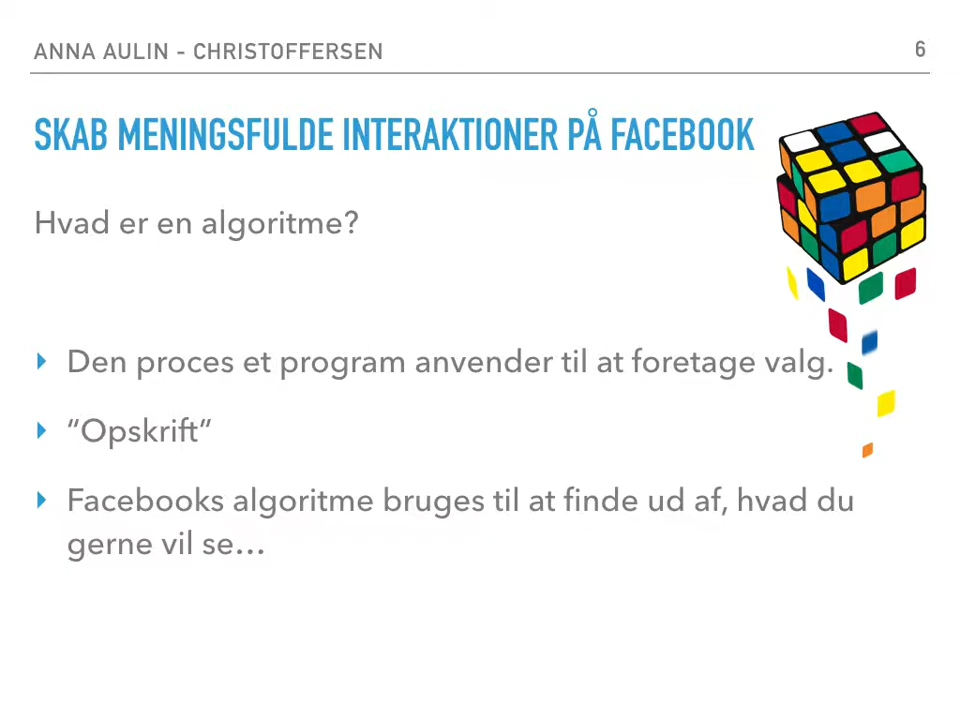 ANNA AULIN - CHRISTOFFERSEN
6
SKAB MENINGSFULDE INTERAKTIONER PÅ FACEBOOK
Hvad er en algoritme?
‣ Den proces et program anvender til at foretage valg.
‣ “Opskrift”
‣ Facebooks algoritme bruges til at finde ud af, hvad du
gerne vil se…